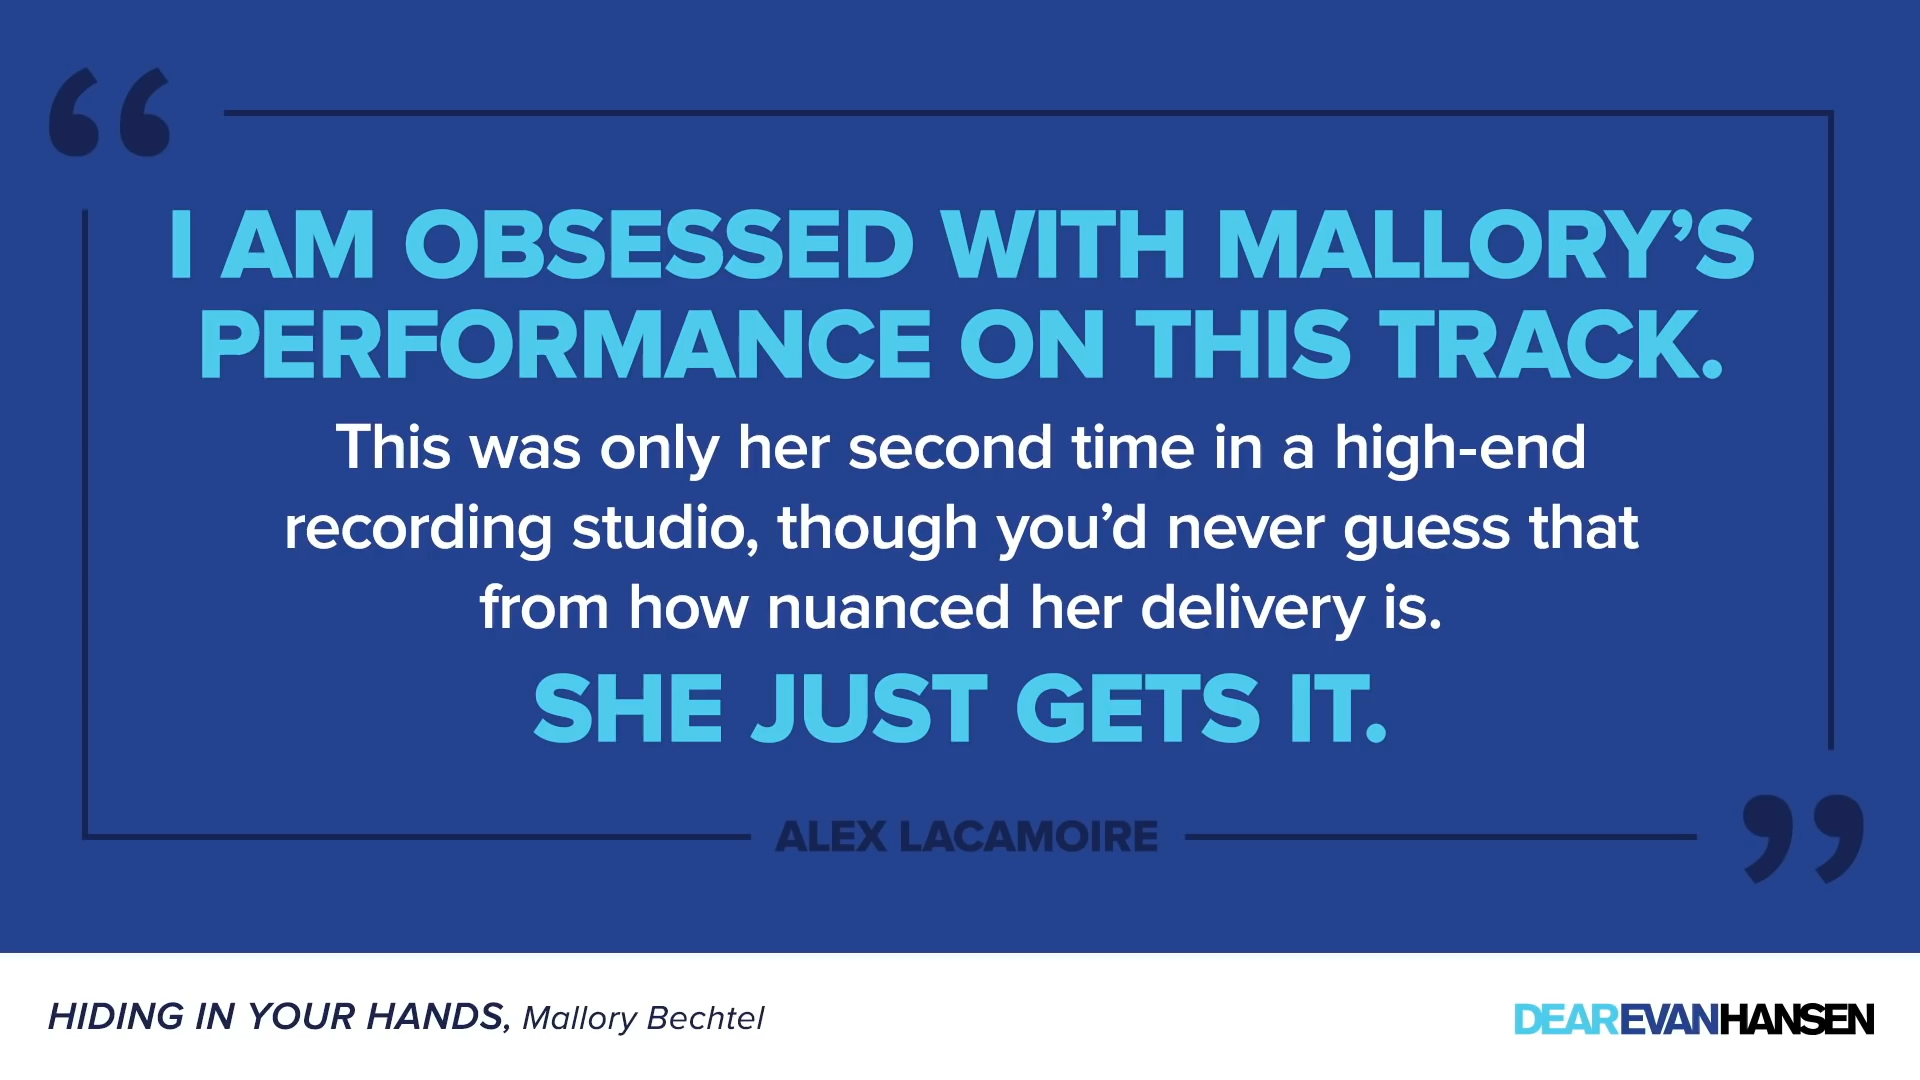 “
I AM OBSESSED WITH MALLORY’S
PERFORMANCE ON THIS TRACK.
This was only her second time in a high-end
recording studio, though you’d never guess that
from how nuanced her delivery is.
SHE JUST GETS IT.
ALEX LACAMOIRE
”
HIDING IN YOUR HANDS, Mallory Bechtel
DEAREVANHANSEN